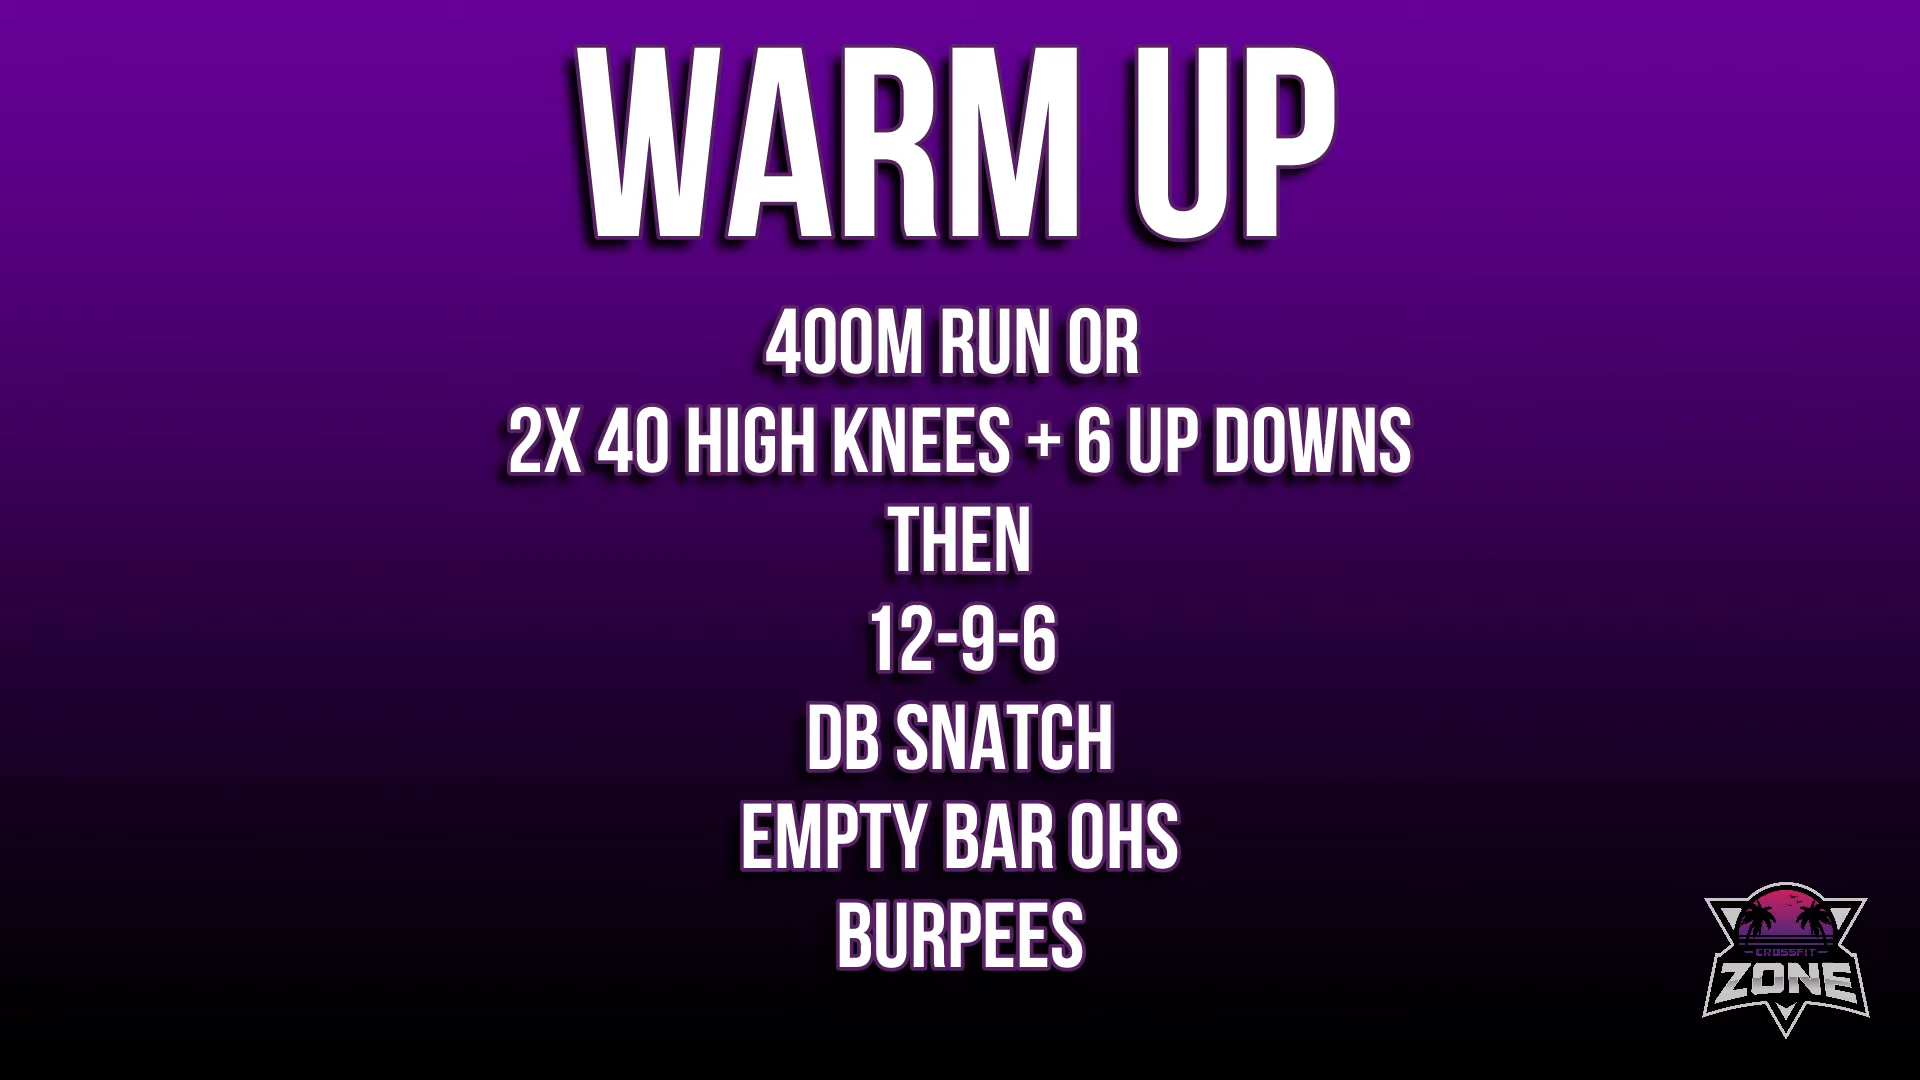 WARM UP
400M RUN OR
2X 40 HIGH KNEES + 6 UP DOWNS
THEN
12-9-6
DB SNATCH
EMPTY BAR OHS
BURPEES
CROSSFIT
ZONE